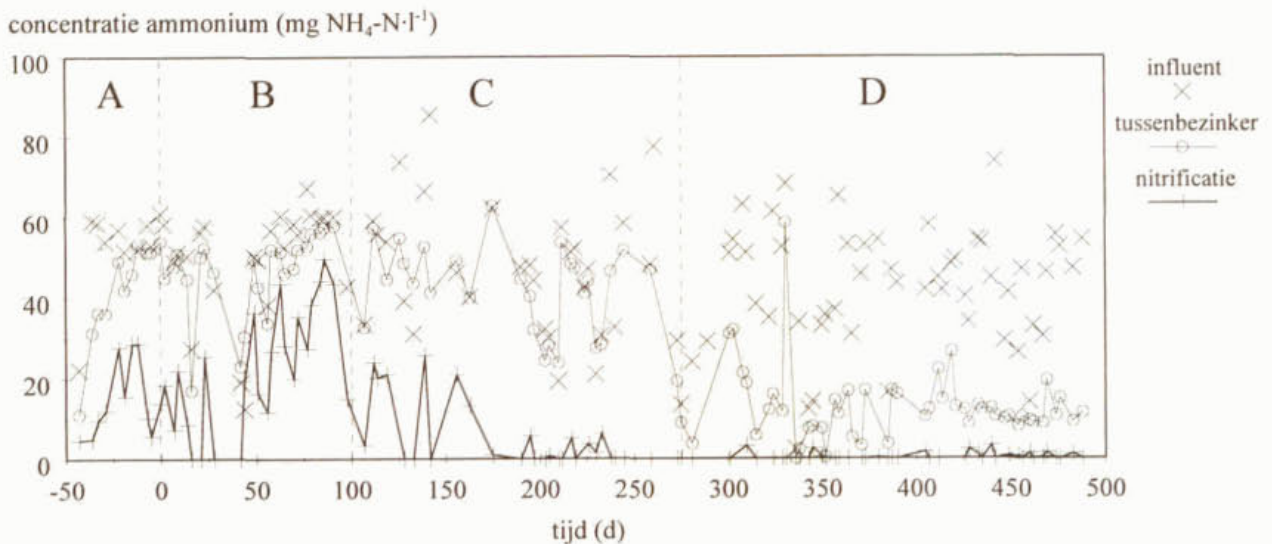 concentratie ammonium (mg NH₄-N·l⁻¹)
100
80
60
40
20
0
A
B
C
D
influent
tussenbezinker
nitrificatie
-50 0 50 100 150 200 250 300 350 400 450 500
tijd (d)